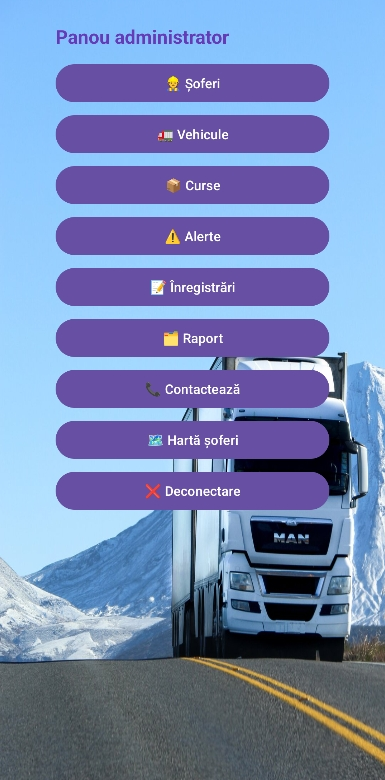 Panou administrator
👷 Șoferi
🚛 Vehicule
📦 Curse
⚠️ Alerte
📝 Înregistrări
🗂️ Raport
📞 Contactează
🗺️ Hartă șoferi
❌ Deconectare
MAN